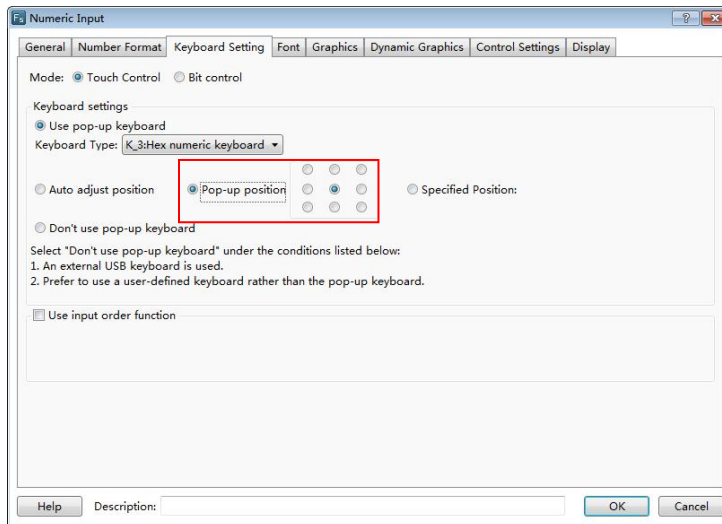 Fs Numeric Input
General Number Format Keyboard Setting Font Graphics Dynamic Graphics Control Settings Display
Mode: Touch Control Bit control
Keyboard settings
Use pop-up keyboard
Keyboard Type: K_3:Hex numeric keyboard
Auto adjust position Pop-up position Specified Position:
Don't use pop-up keyboard
Select "Don't use pop-up keyboard" under the conditions listed below:
1. An external USB keyboard is used.
2. Prefer to use a user-defined keyboard rather than the pop-up keyboard.
Use input order function
Help Description: OK Cancel